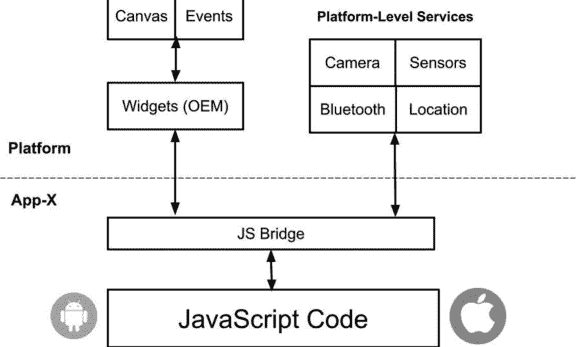 Canvas Events
Platform-Level Services
Camera Sensors
Widgets (OEM)
Bluetooth Location
Platform
App-X
JS Bridge
JavaScript Code